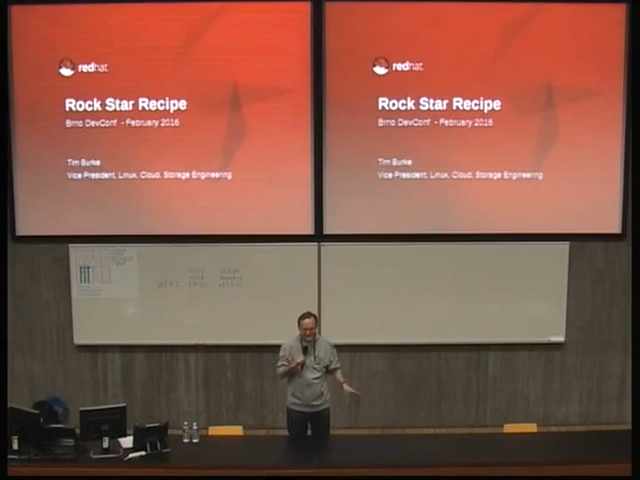 redhat
Rock Star Recipe
Brno DevConf - February 2016
Tim Burke
Vice President, Linux, Cloud, Storage Engineering
redhat
Rock Star Recipe
Brno DevConf - February 2016
Tim Burke
Vice President, Linux, Cloud, Storage Engineering